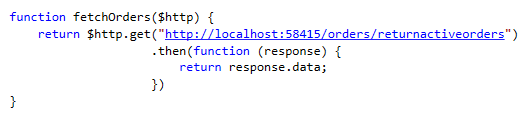 function fetchOrders($http) {
    return $http.get("http://localhost:58415/orders/returnactiveorders")
                    .then(function (response) {
                        return response.data;
                    })
}